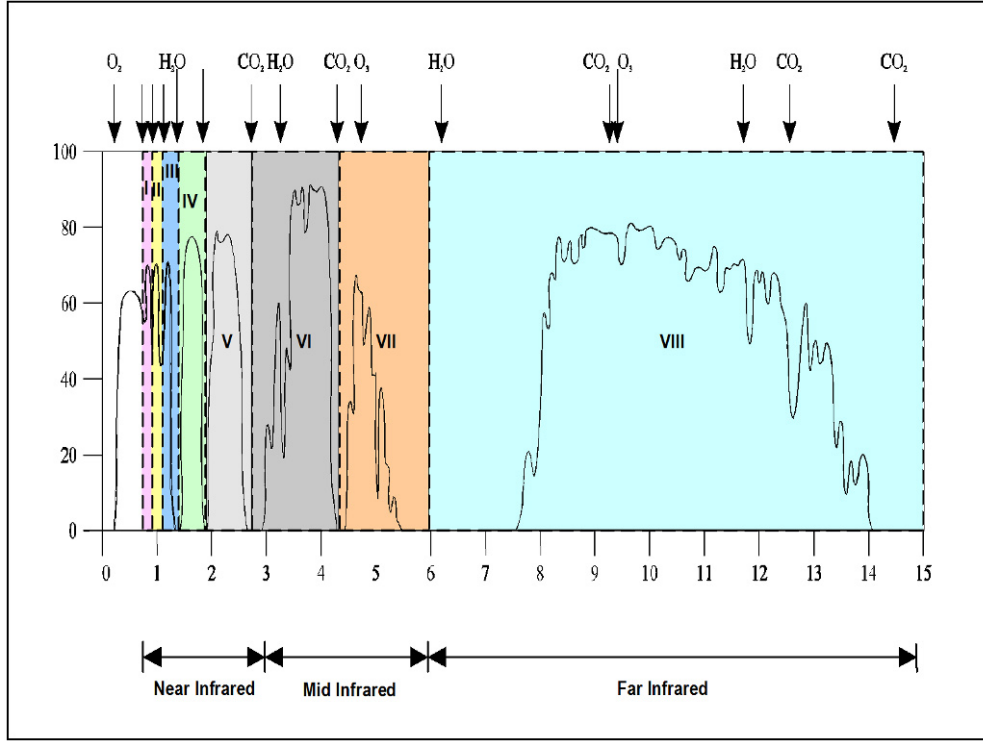 O₂ H₂O CO₂ H₂O CO₂ O₃ H₂O CO₂ O₃ H₂O CO₂ CO₂
100
I II III
IV
80
60
V VI VII VIII
40
20
0
0 1 2 3 4 5 6 7 8 9 10 11 12 13 14 15
Near Infrared Mid Infrared Far Infrared